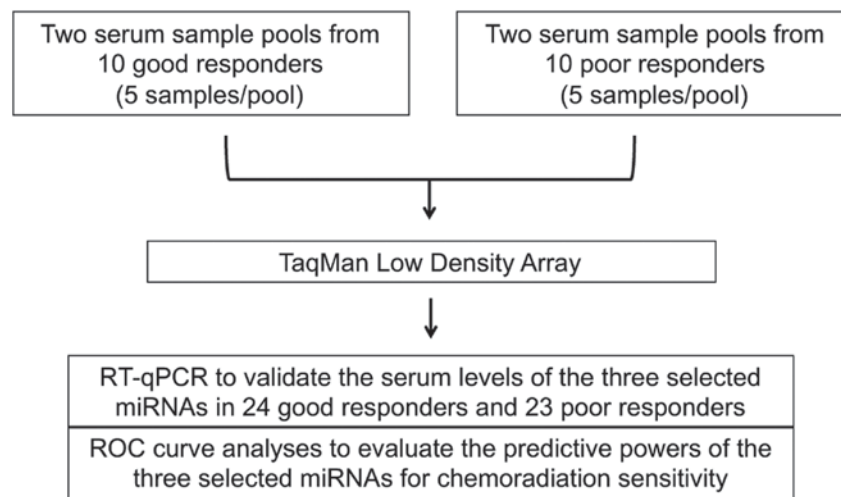 Two serum sample pools from
10 good responders
(5 samples/pool)
Two serum sample pools from
10 poor responders
(5 samples/pool)
TaqMan Low Density Array
RT-qPCR to validate the serum levels of the three selected
miRNAs in 24 good responders and 23 poor responders
ROC curve analyses to evaluate the predictive powers of the
three selected miRNAs for chemoradiation sensitivity